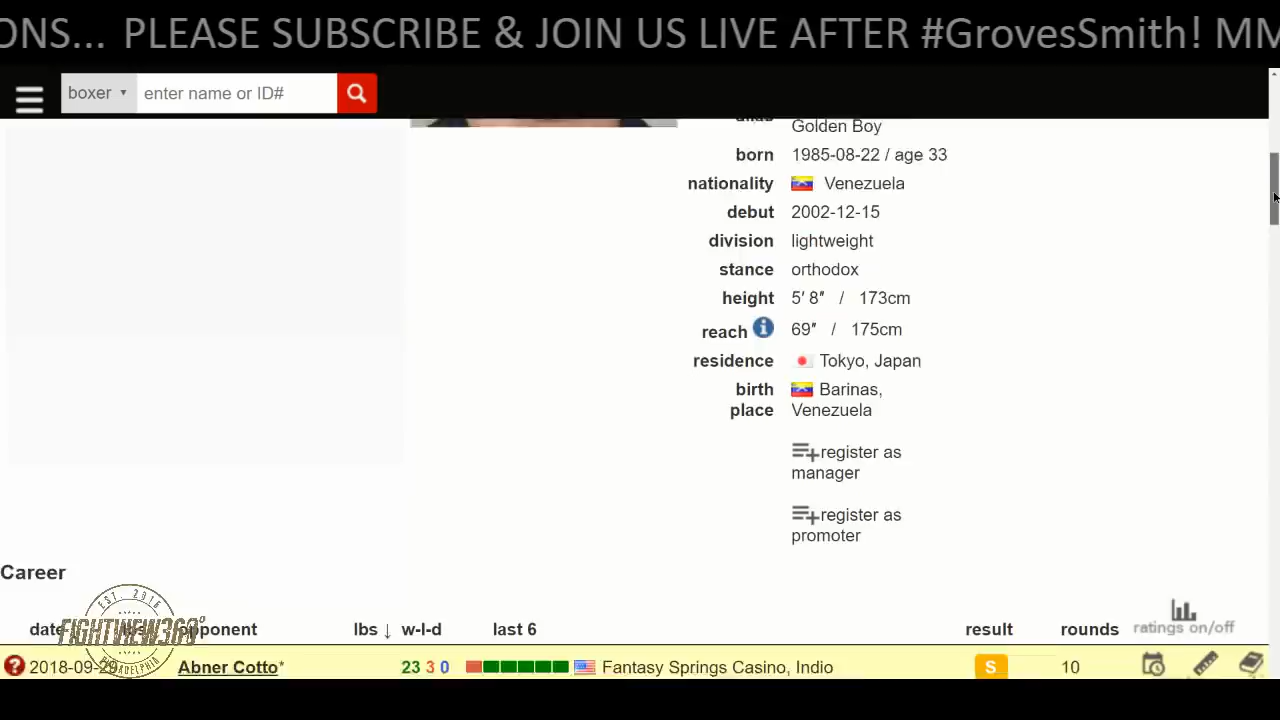 ONS... PLEASE SUBSCRIBE & JOIN US LIVE AFTER #GrovesSmith! MM
boxer enter name or ID#
Golden Boy
born 1985-08-22 / age 33
nationality Venezuela
debut 2002-12-15
division lightweight
stance orthodox
height 5′ 8″ / 173cm
reach 69″ / 175cm
residence Tokyo, Japan
birth place Barinas, Venezuela
register as
manager
register as
promoter
Career
EST. 2016
FIGHTVIEW360°
PHILADELPHIA
date opponent lbs ↓ w-l-d last 6 result rounds ratings on/off
2018-09-29 Abner Cotto* 23 3 0 Fantasy Springs Casino, Indio S 10